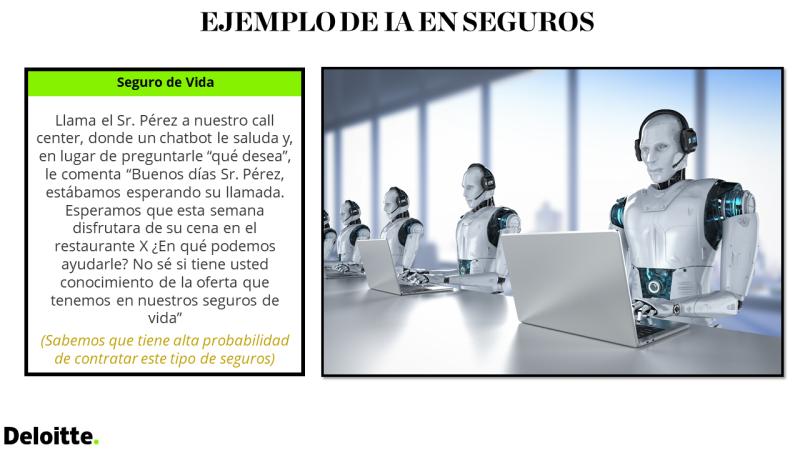 EJEMPLO DE IA EN SEGUROS
Seguro de Vida
Llama el Sr. Pérez a nuestro call
center, donde un chatbot le saluda y,
en lugar de preguntarle “qué desea”,
le comenta “Buenos días Sr. Pérez,
estábamos esperando su llamada.
Esperamos que esta semana
disfrutara de su cena en el
restaurante X ¿En qué podemos
ayudarle? No sé si tiene usted
conocimiento de la oferta que
tenemos en nuestros seguros de
vida”
(Sabemos que tiene alta probabilidad
de contratar este tipo de seguros)
Deloitte.